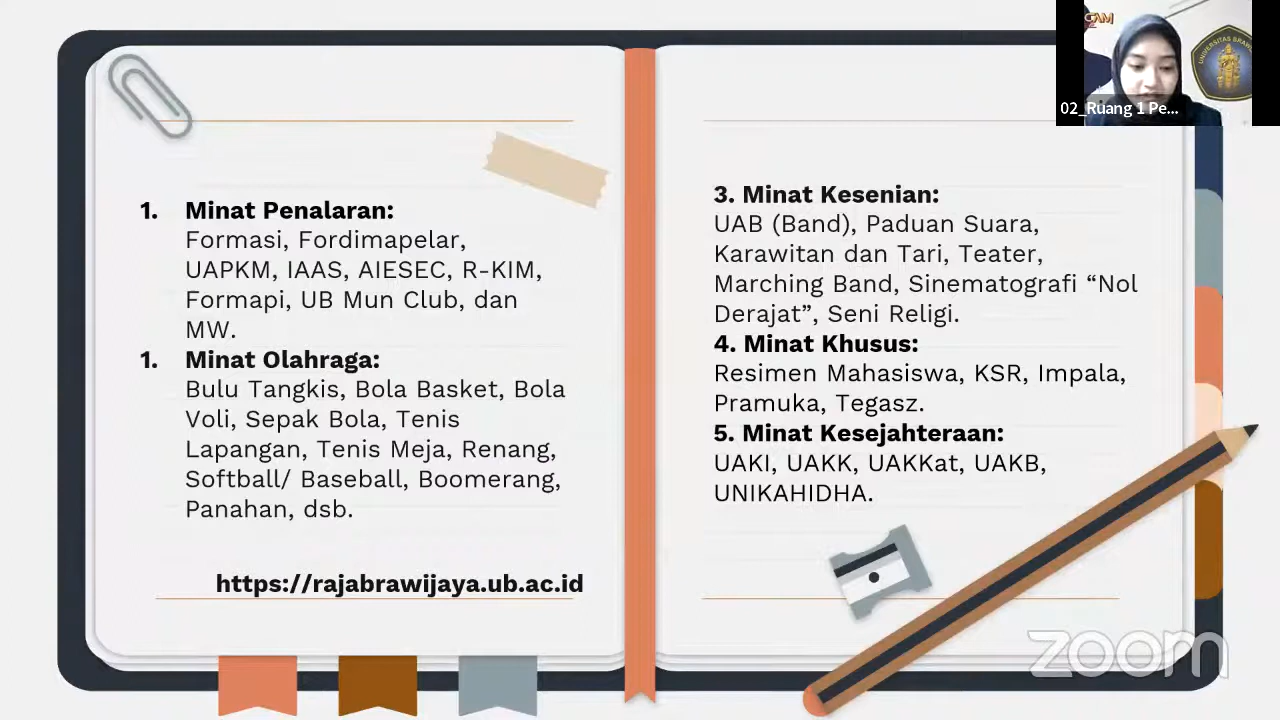 1. Minat Penalaran:
Formasi, Fordimapelar,
UAPKM, IAAS, AIESEC, R-KIM,
Formapi, UB Mun Club, dan
MW.
1. Minat Olahraga:
Bulu Tangkis, Bola Basket, Bola
Voli, Sepak Bola, Tenis
Lapangan, Tenis Meja, Renang,
Softball/ Baseball, Boomerang,
Panahan, dsb.
https://rajabrawijaya.ub.ac.id
3. Minat Kesenian:
UAB (Band), Paduan Suara,
Karawitan dan Tari, Teater,
Marching Band, Sinematografi “Nol
Derajat”, Seni Religi.
4. Minat Khusus:
Resimen Mahasiswa, KSR, Impala,
Pramuka, Tegasz.
5. Minat Kesejahteraan:
UAKI, UAKK, UAKKat, UAKB,
UNIKAHIDHA.
UNIVERSITAS
02_Ruang 1 Pe...
zoom